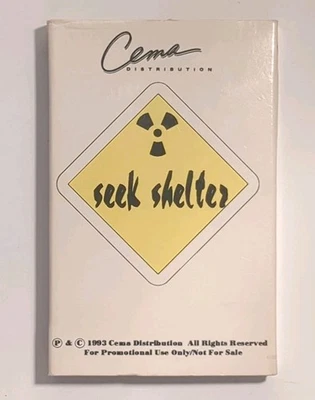 Cema
DISTRIBUTION
seek shelter
Ⓟ & Ⓒ 1993 Cema Distribution All Rights Reserved
For Promotional Use Only/Not For Sale